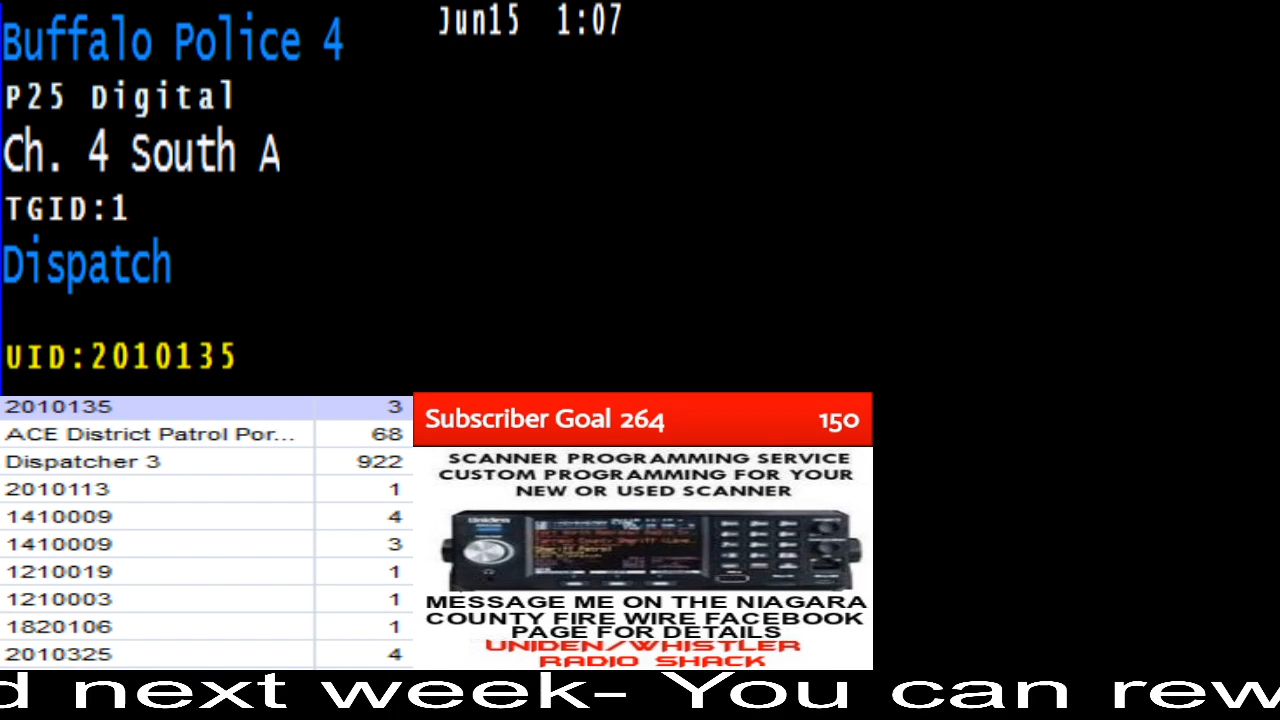 Buffalo Police 4
Jun15 1:07
P25 Digital
Ch. 4 South A
TGID:1
Dispatch
UID:2010135
2010135 3
ACE District Patrol Por... 68
Dispatcher 3 922
2010113 1
1410009 4
1410009 3
1210019 1
1210003 1
1820106 1
2010325 4
Subscriber Goal 264 150
SCANNER PROGRAMMING SERVICE
CUSTOM PROGRAMMING FOR YOUR
NEW OR USED SCANNER
Uniden
MESSAGE ME ON THE NIAGARA
COUNTY FIRE WIRE FACEBOOK
PAGE FOR DETAILS
UNIDEN/WHISTLER
RADIO SHACK
d next week- You can rew